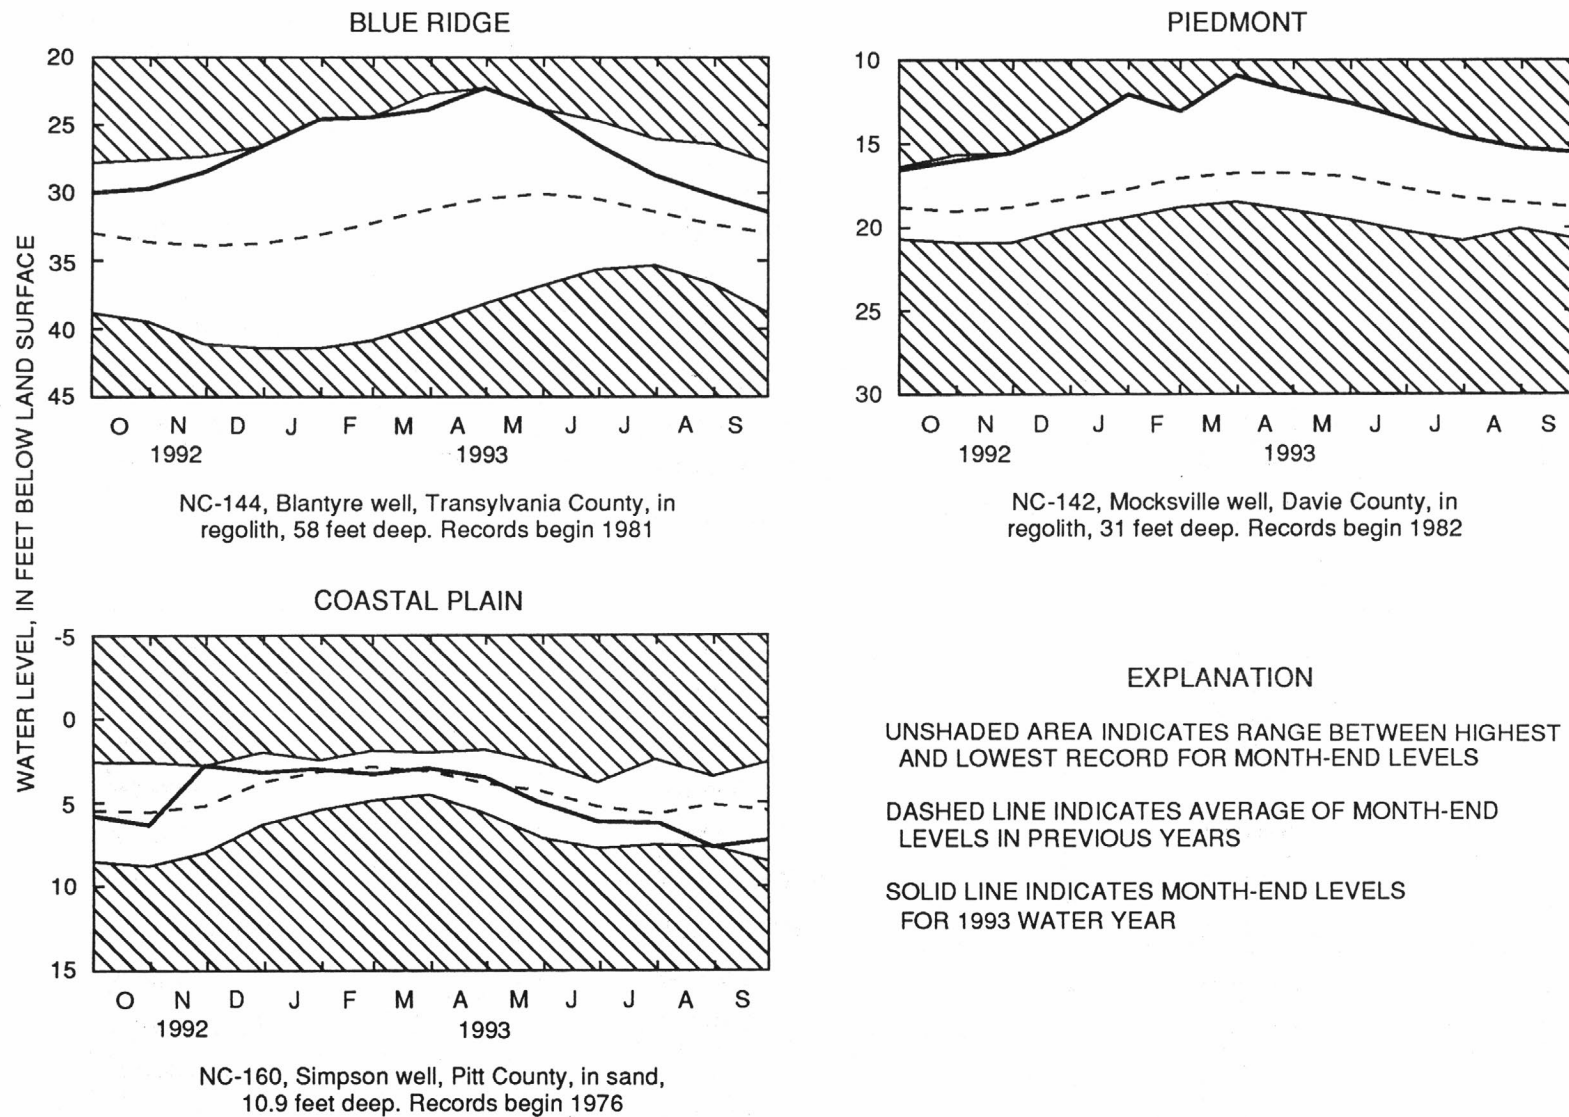 BLUE RIDGE
20
25
30
35
40
45
O N D J F M A M J J A S
1992 1993
NC-144, Blantyre well, Transylvania County, in
regolith, 58 feet deep. Records begin 1981
PIEDMONT
10
15
20
25
30
O N D J F M A M J J A S
1992 1993
NC-142, Mocksville well, Davie County, in
regolith, 31 feet deep. Records begin 1982
WATER LEVEL, IN FEET BELOW LAND SURFACE
COASTAL PLAIN
-5
0
5
10
15
O N D J F M A M J J A S
1992 1993
NC-160, Simpson well, Pitt County, in sand,
10.9 feet deep. Records begin 1976
EXPLANATION
UNSHADED AREA INDICATES RANGE BETWEEN HIGHEST
AND LOWEST RECORD FOR MONTH-END LEVELS
DASHED LINE INDICATES AVERAGE OF MONTH-END
LEVELS IN PREVIOUS YEARS
SOLID LINE INDICATES MONTH-END LEVELS
FOR 1993 WATER YEAR